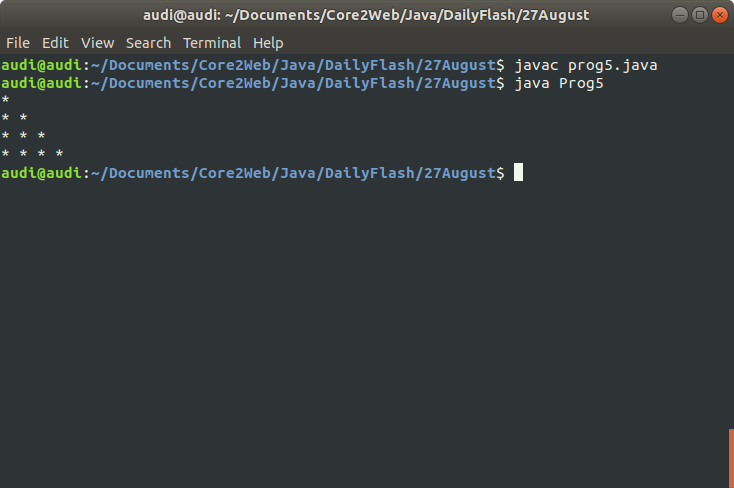 audi@audi: ~/Documents/Core2Web/Java/DailyFlash/27August
File Edit View Search Terminal Help
audi@audi:~/Documents/Core2Web/Java/DailyFlash/27August$ javac prog5.java
audi@audi:~/Documents/Core2Web/Java/DailyFlash/27August$ java Prog5
*
* *
* * *
* * * *
audi@audi:~/Documents/Core2Web/Java/DailyFlash/27August$